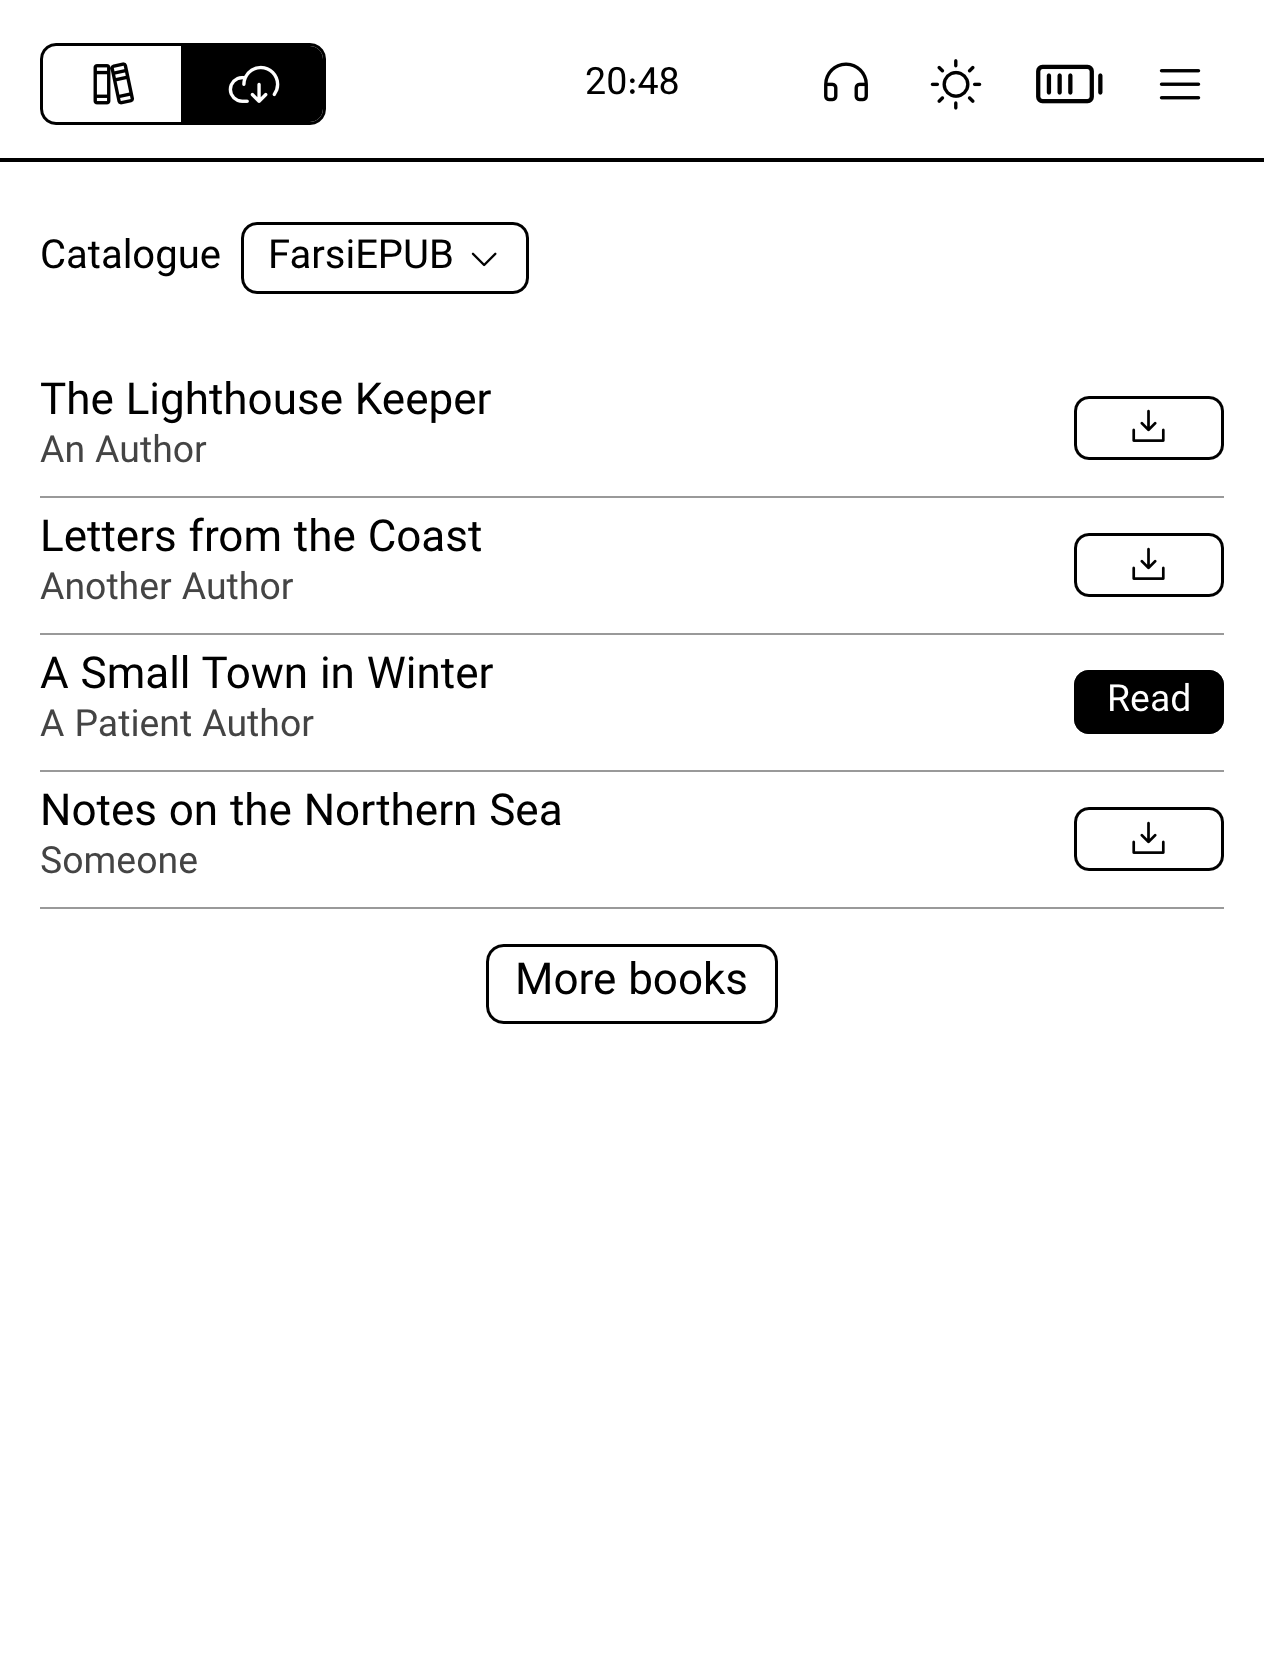 20:48
Catalogue FarsiEPUB
The Lighthouse Keeper
An Author
Letters from the Coast
Another Author
A Small Town in Winter
A Patient Author
Read
Notes on the Northern Sea
Someone
More books